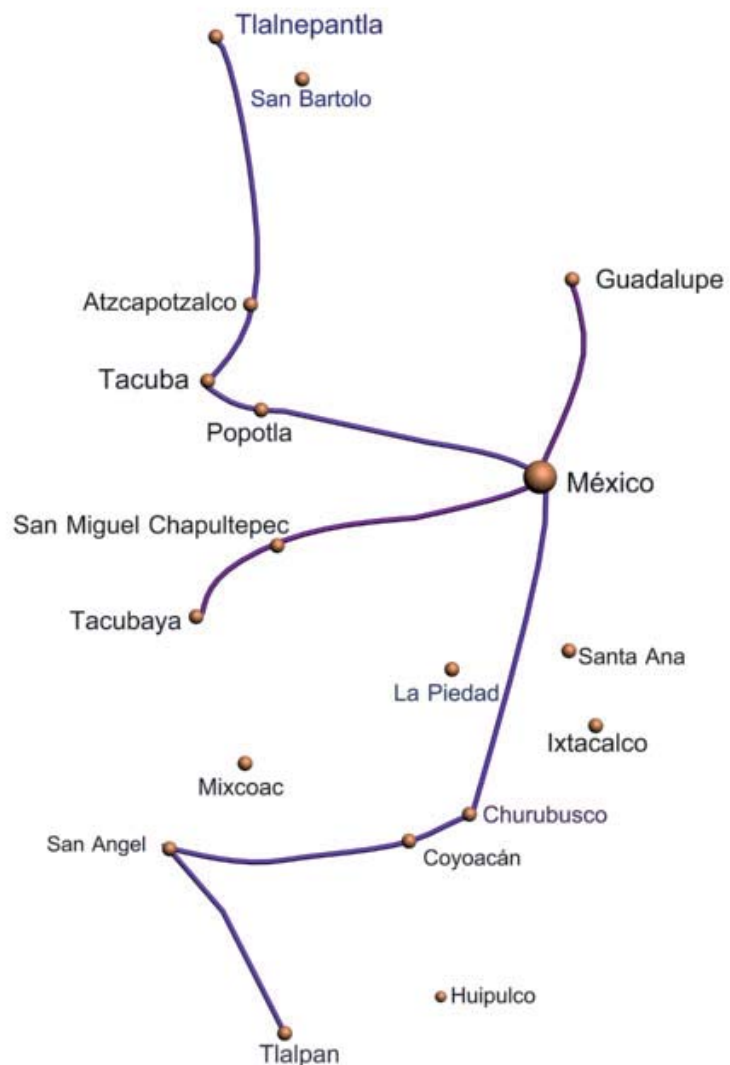 Tlalnepantla
San Bartolo
Guadalupe
Atzcapotzalco
Tacuba
Popotla
México
San Miguel Chapultepec
Tacubaya
Santa Ana
La Piedad
Ixtacalco
Mixcoac
Churubusco
San Angel
Coyoacán
Huipulco
Tlalpan